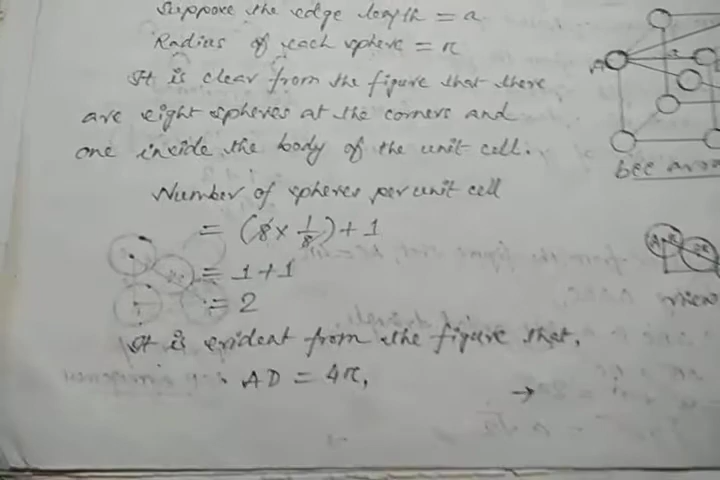 Suppose the edge length = a
Radius of each sphere = r
It is clear from the figure that there
are eight spheres at the corners and
one inside the body of the unit cell.
Number of spheres per unit cell
= (8 × 1/8) + 1
= 1 + 1
= 2
It is evident from the figure that,
AD = 4r,
→
A
bcc
view